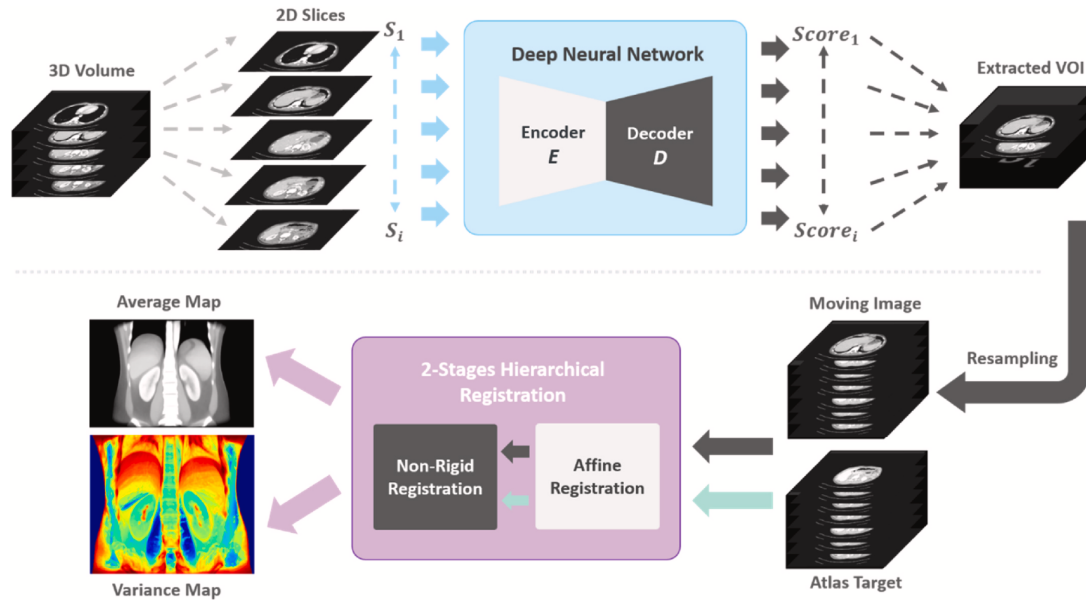 2D Slices
S₁
Score₁
3D Volume
Deep Neural Network
Extracted VOI
Encoder
E
Decoder
D
Sᵢ
Scoreᵢ
Average Map
Moving Image
2-Stages Hierarchical
Registration
Resampling
Non-Rigid
Registration
Affine
Registration
Variance Map
Atlas Target